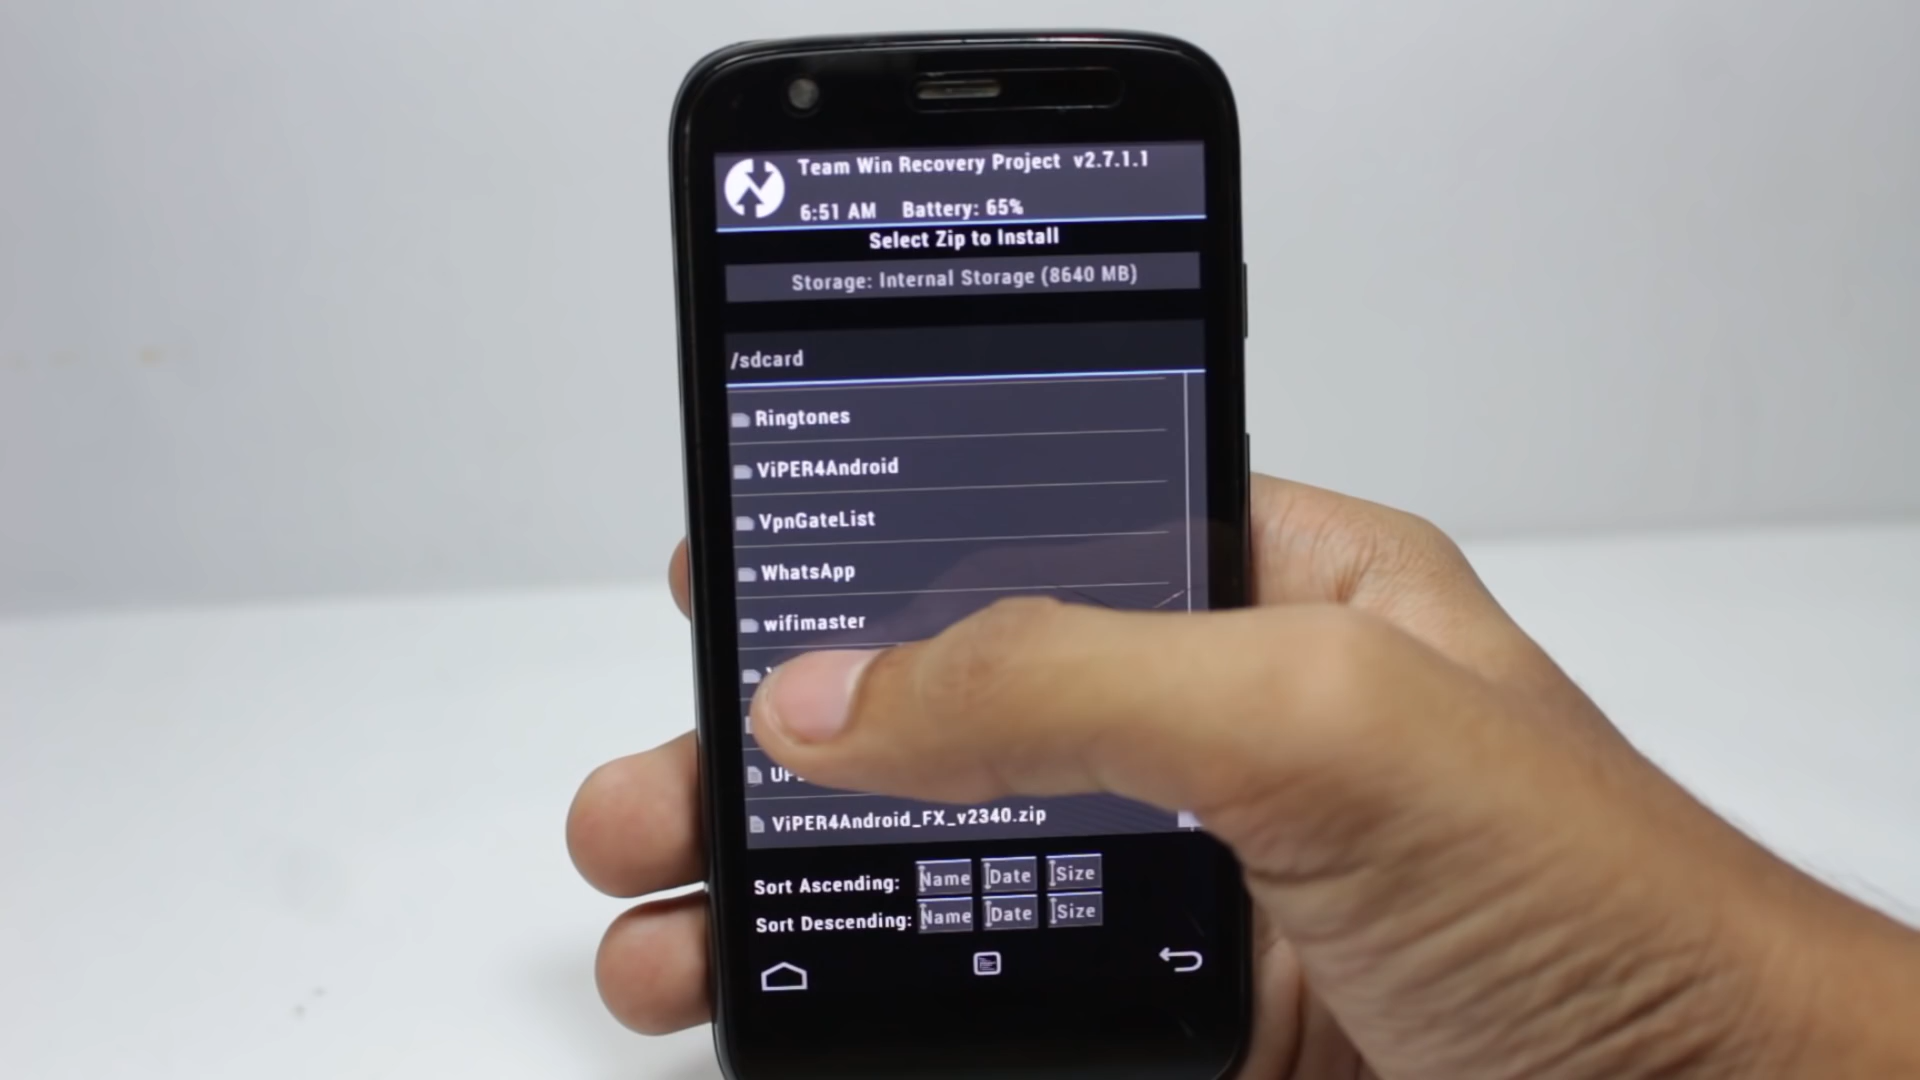 Team Win Recovery Project v2.7.1.1
6:51 AM Battery: 65%
Select Zip to Install
Storage: Internal Storage (8640 MB)
/sdcard
Ringtones
ViPER4Android
VpnGateList
WhatsApp
wifimaster
ViPER4Android_FX_v2340.zip
Sort Ascending: Name Date Size
Sort Descending: Name Date Size